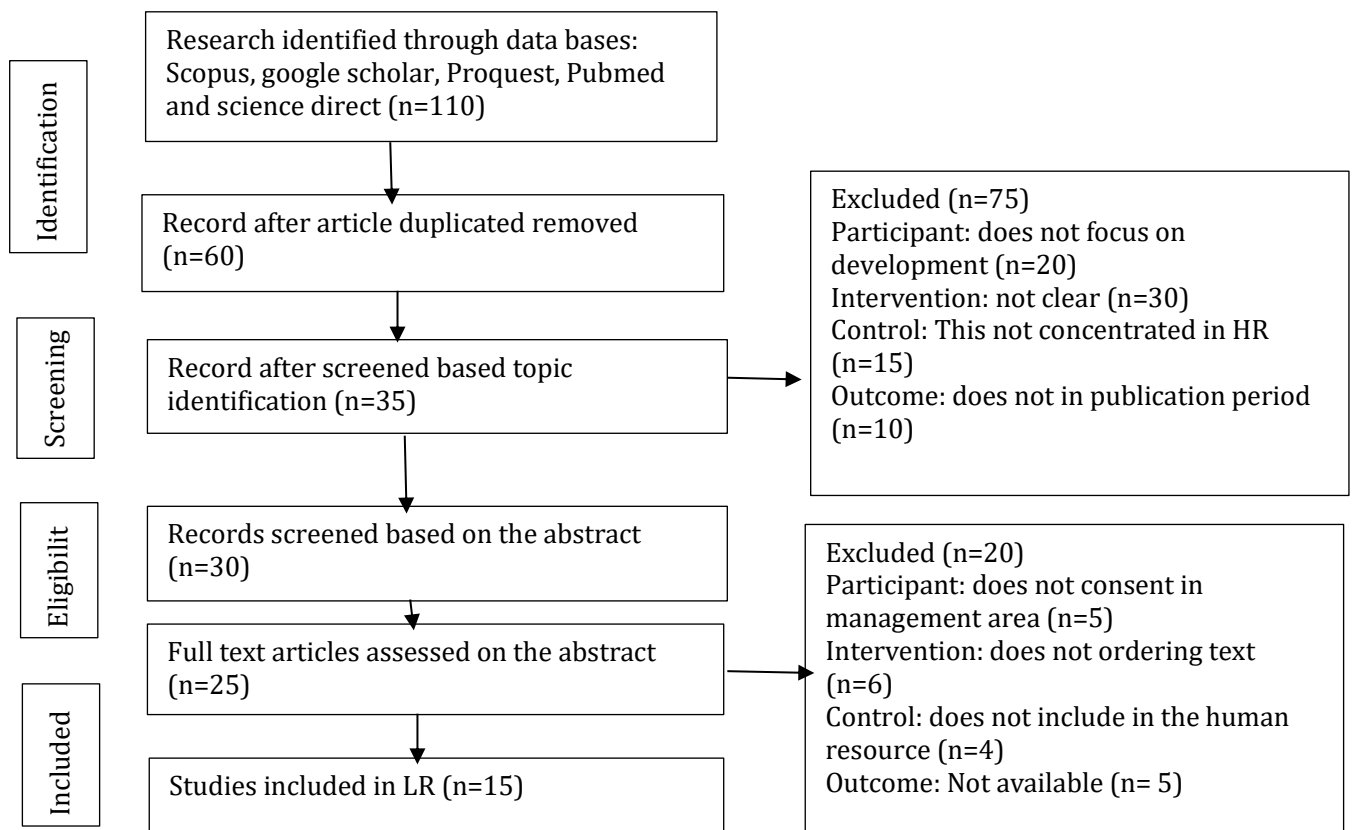 Identification
Research identified through data bases:
Scopus, google scholar, Proquest, Pubmed
and science direct (n=110)
Record after article duplicated removed
(n=60)
Excluded (n=75)
Participant: does not focus on
development (n=20)
Intervention: not clear (n=30)
Control: This not concentrated in HR
(n=15)
Outcome: does not in publication period
(n=10)
Screening
Record after screened based topic
identification (n=35)
Eligibilit
Records screened based on the abstract
(n=30)
Full text articles assessed on the abstract
(n=25)
Excluded (n=20)
Participant: does not consent in
management area (n=5)
Intervention: does not ordering text
(n=6)
Control: does not include in the human
resource (n=4)
Outcome: Not available (n= 5)
Included
Studies included in LR (n=15)